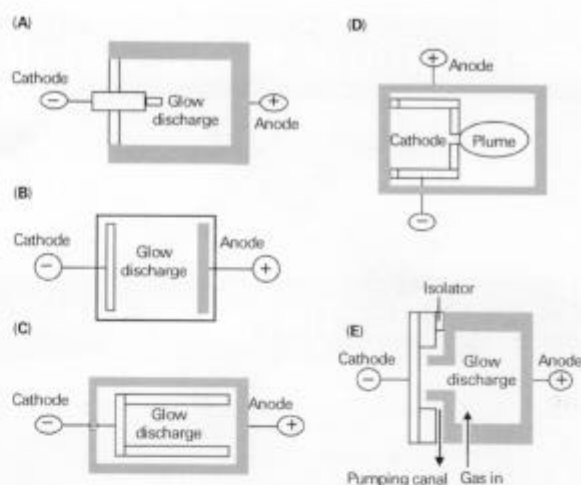 (A)
Cathode
−
Glow
discharge
+
Anode
(B)
Cathode
−
Glow
discharge
Anode
+
(C)
Cathode
−
Glow
discharge
Anode
+
(D)
+
Anode
Cathode
Plume
−
Isolator
(E)
Cathode
−
Glow
discharge
Anode
+
Pumping canal
Gas in